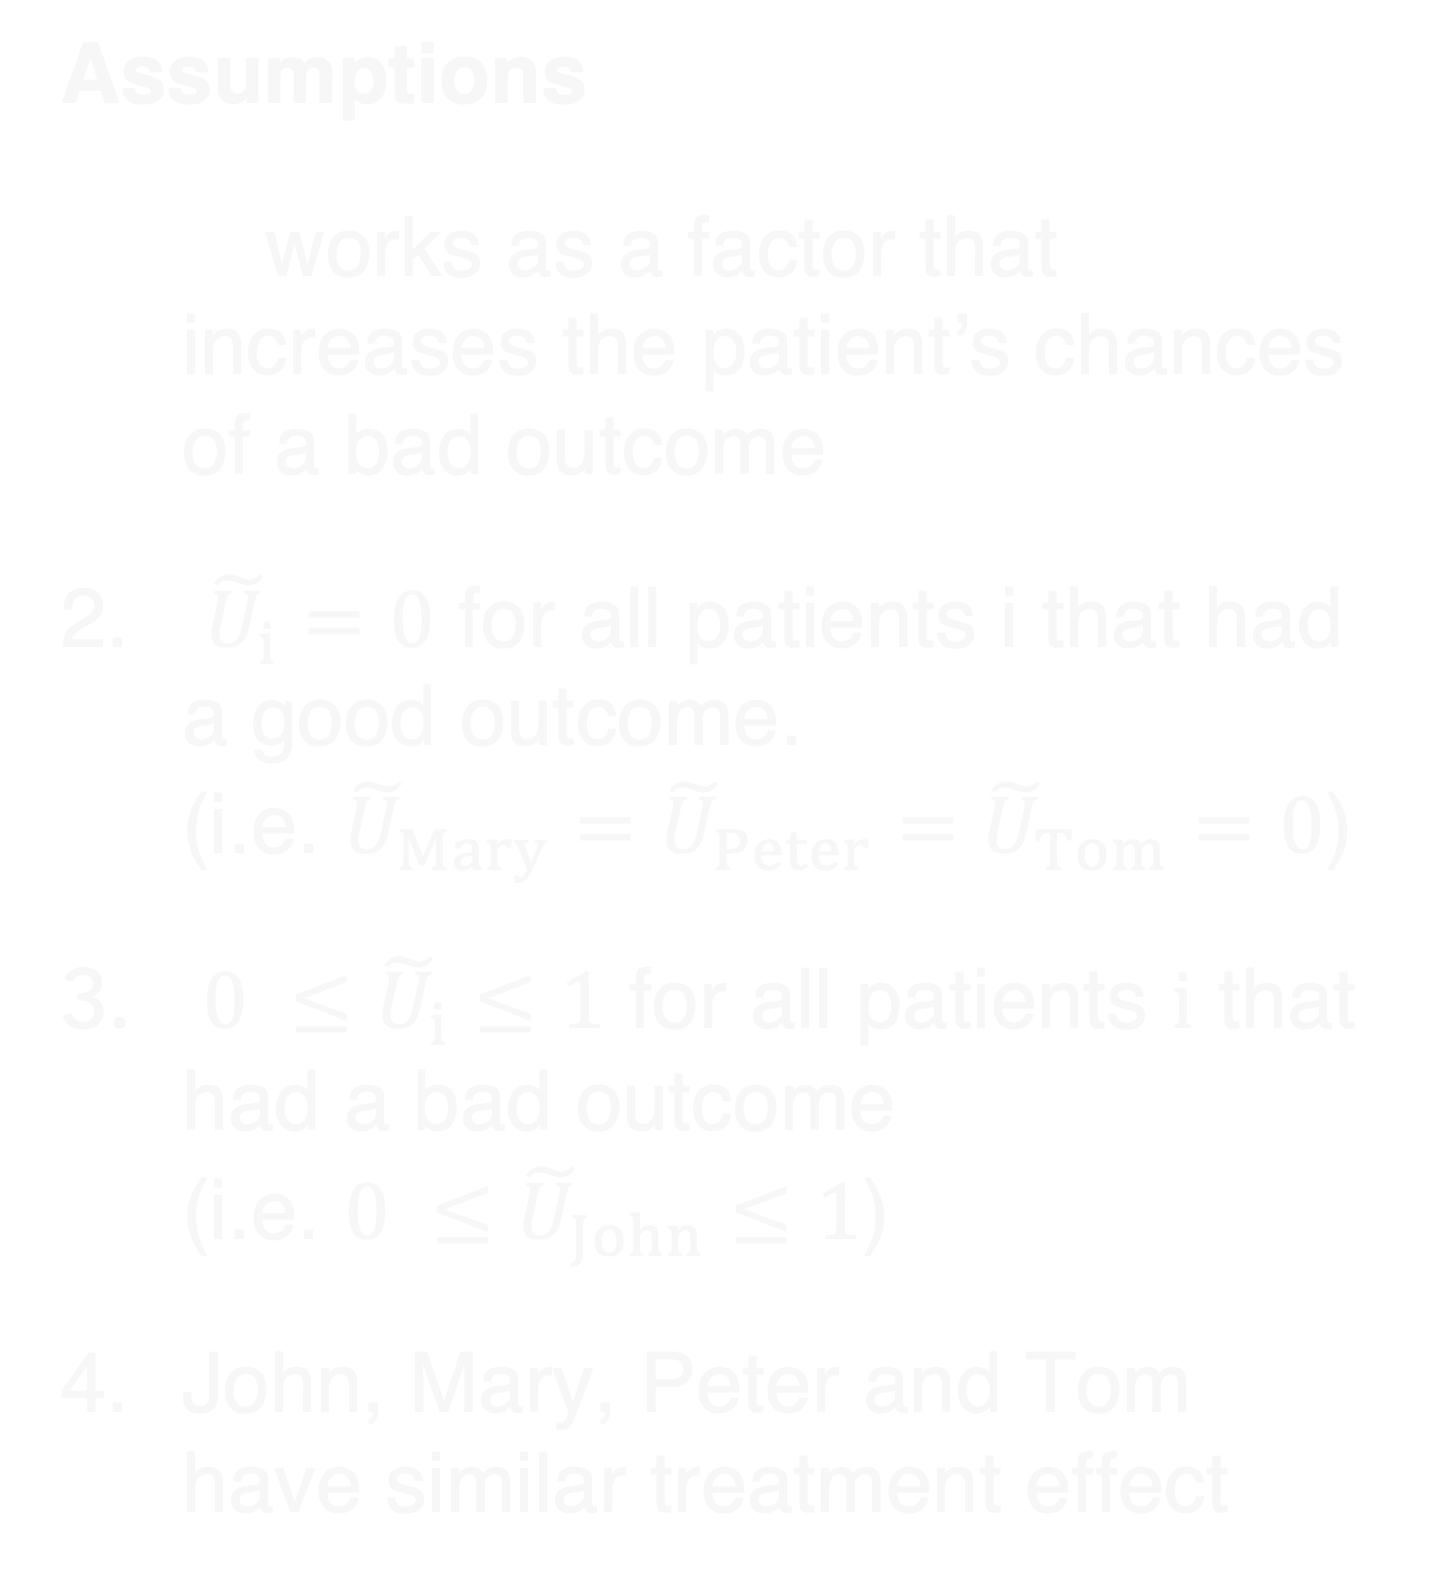 Assumptions
works as a factor that
increases the patient’s chances
of a bad outcome
2. Ũᵢ = 0 for all patients i that had
a good outcome.
(i.e. Ũ_Mary = Ũ_Peter = Ũ_Tom = 0)
3. 0 ≤ Ũᵢ ≤ 1 for all patients i that
had a bad outcome
(i.e. 0 ≤ Ũ_John ≤ 1)
4. John, Mary, Peter and Tom
have similar treatment effect